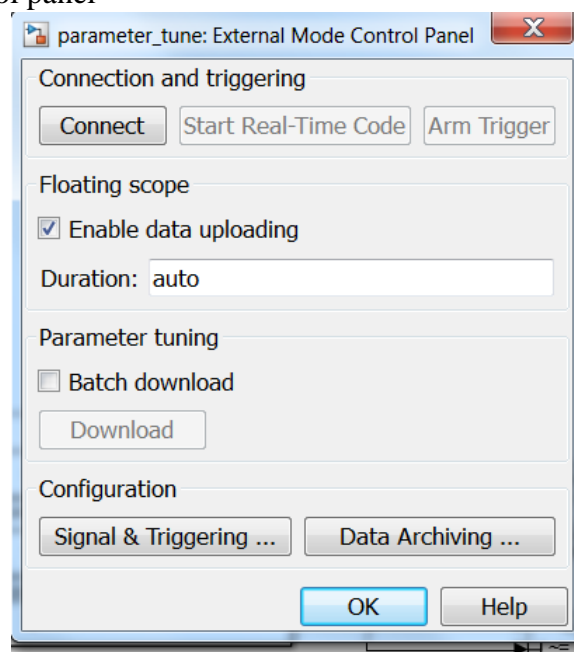 parameter_tune: External Mode Control Panel
Connection and triggering
Connect Start Real-Time Code Arm Trigger
Floating scope
Enable data uploading
Duration: auto
Parameter tuning
Batch download
Download
Configuration
Signal & Triggering ... Data Archiving ...
OK Help